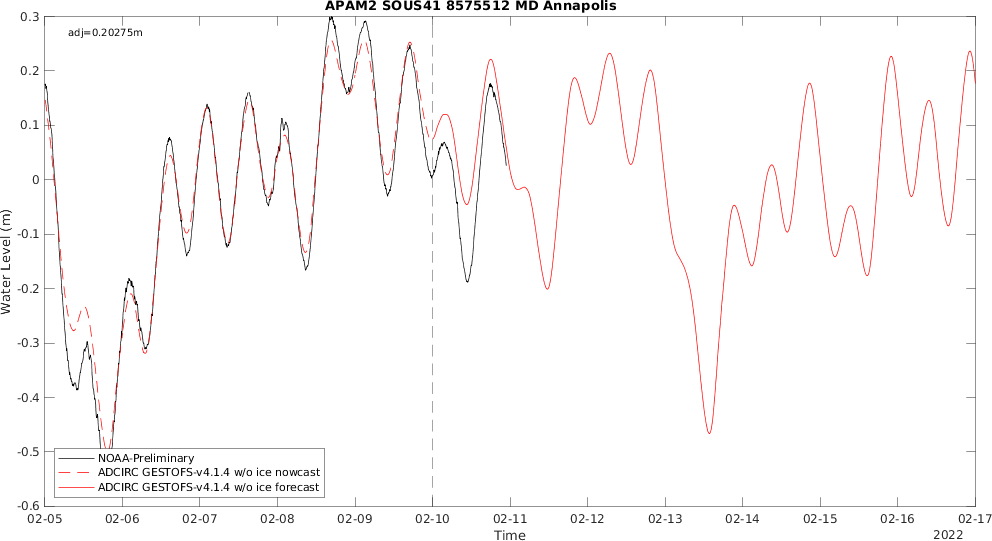 APAM2 SOUS41 8575512 MD Annapolis
adj=0.20275m
Water Level (m)
0.3
0.2
0.1
0
-0.1
-0.2
-0.3
-0.4
-0.5
-0.6
NOAA-Preliminary
ADCIRC GESTOFS-v4.1.4 w/o ice nowcast
ADCIRC GESTOFS-v4.1.4 w/o ice forecast
02-05 02-06 02-07 02-08 02-09 02-10 02-11 02-12 02-13 02-14 02-15 02-16 02-17
Time
2022